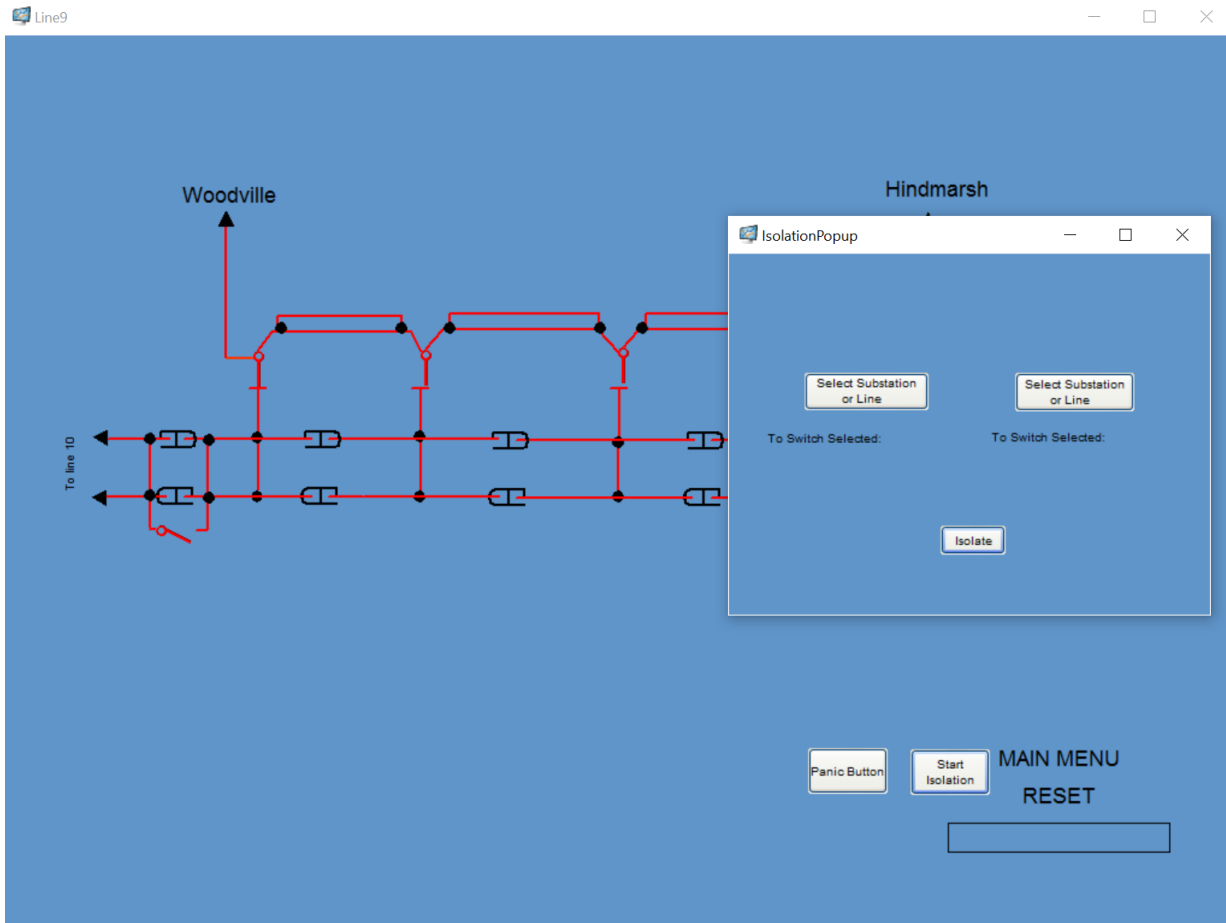 Line9
Woodville
Hindmarsh
IsolationPopup
Select Substation
or Line
Select Substation
or Line
To Switch Selected:
To Switch Selected:
Isolate
To line 10
Panic Button
Start
Isolation
MAIN MENU
RESET